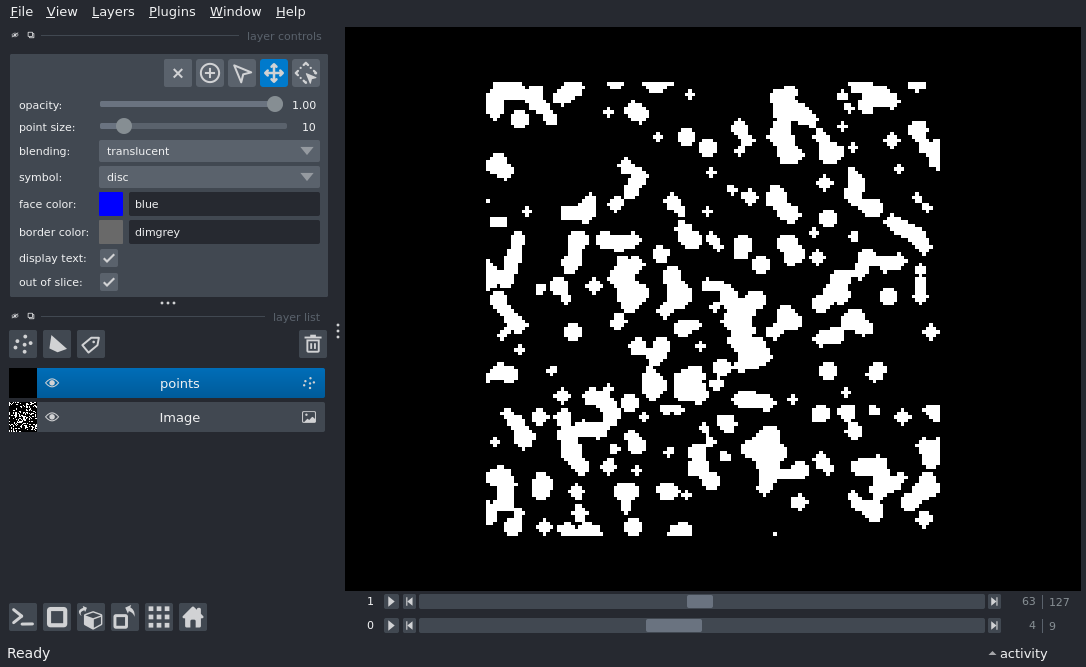 File View Layers Plugins Window Help
layer controls
opacity: 1.00
point size: 10
blending: translucent
symbol: disc
face color: blue
border color: dimgrey
display text:
out of slice:
layer list
points
Image
1 63 | 127
0 4 | 9
Ready activity